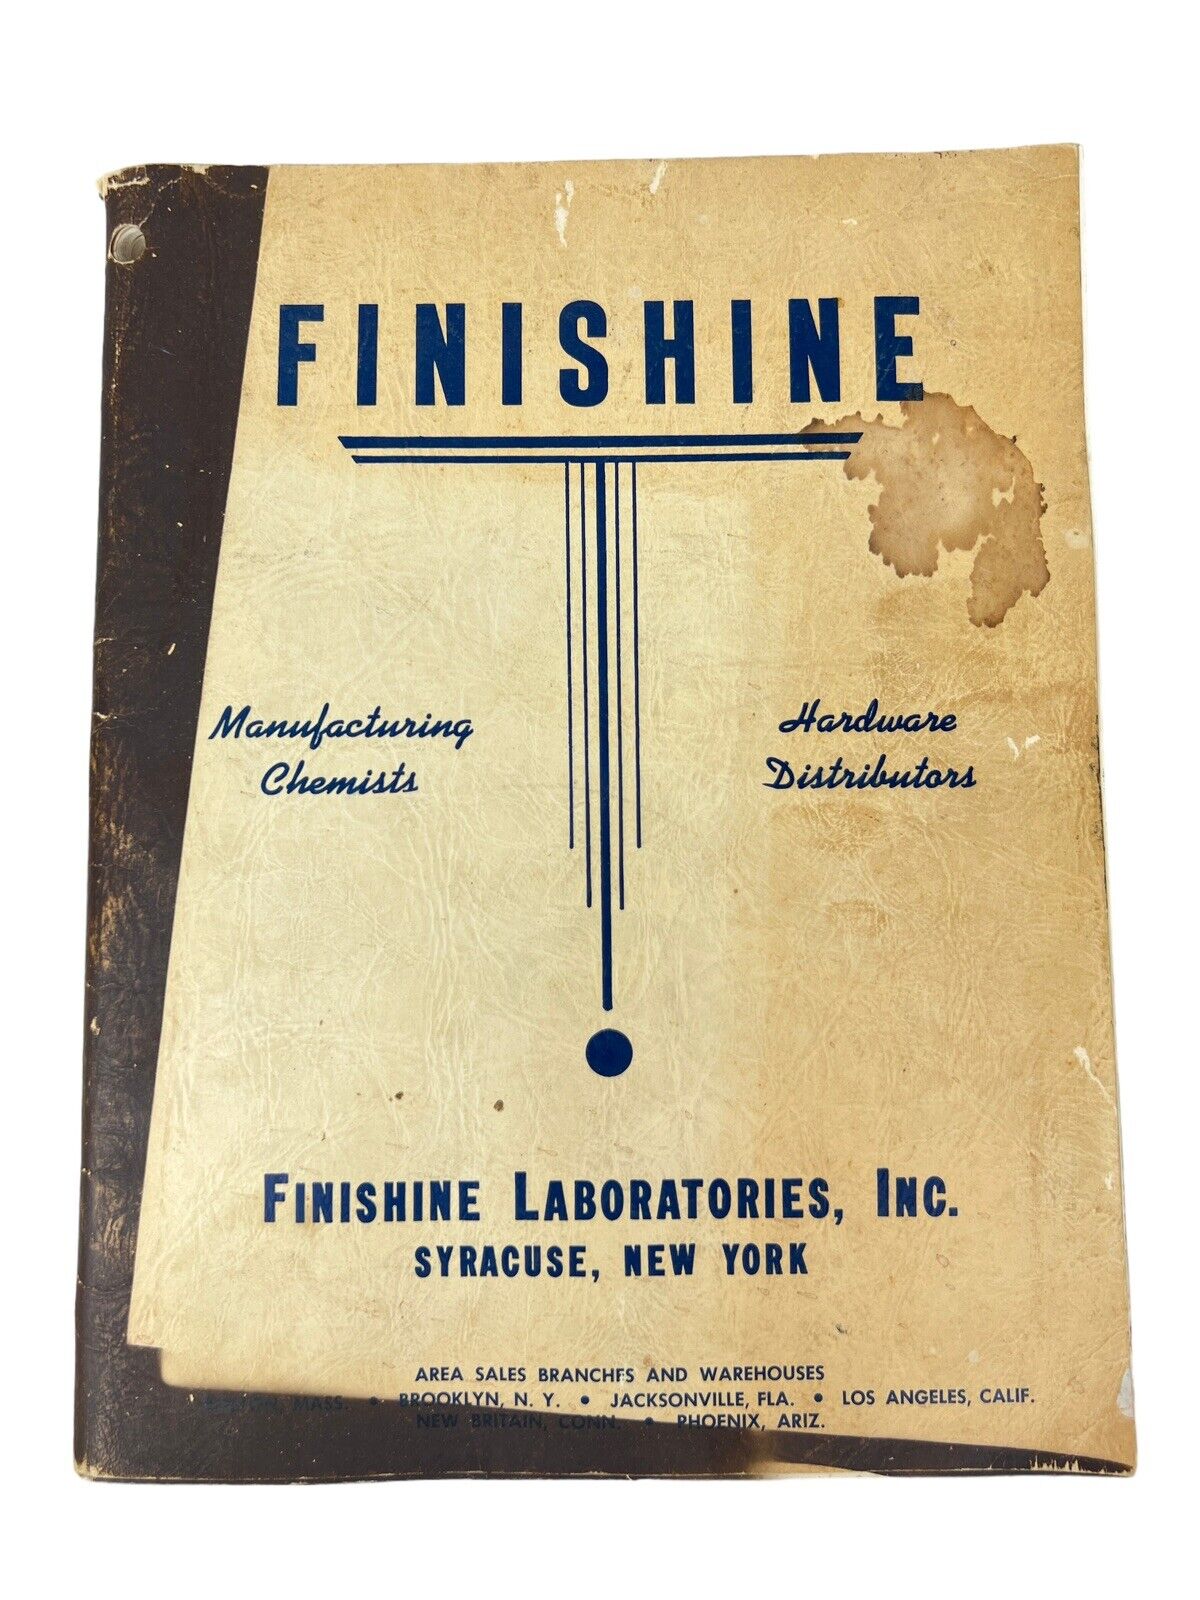 FINISHINE
Manufacturing
Chemists
Hardware
Distributors
FINISHINE LABORATORIES, INC.
SYRACUSE, NEW YORK
AREA SALES BRANCHES AND WAREHOUSES
MASS. • BROOKLYN, N. Y. • JACKSONVILLE, FLA. • LOS ANGELES, CALIF.
NEW BRITAIN, CONN. • PHOENIX, ARIZ.